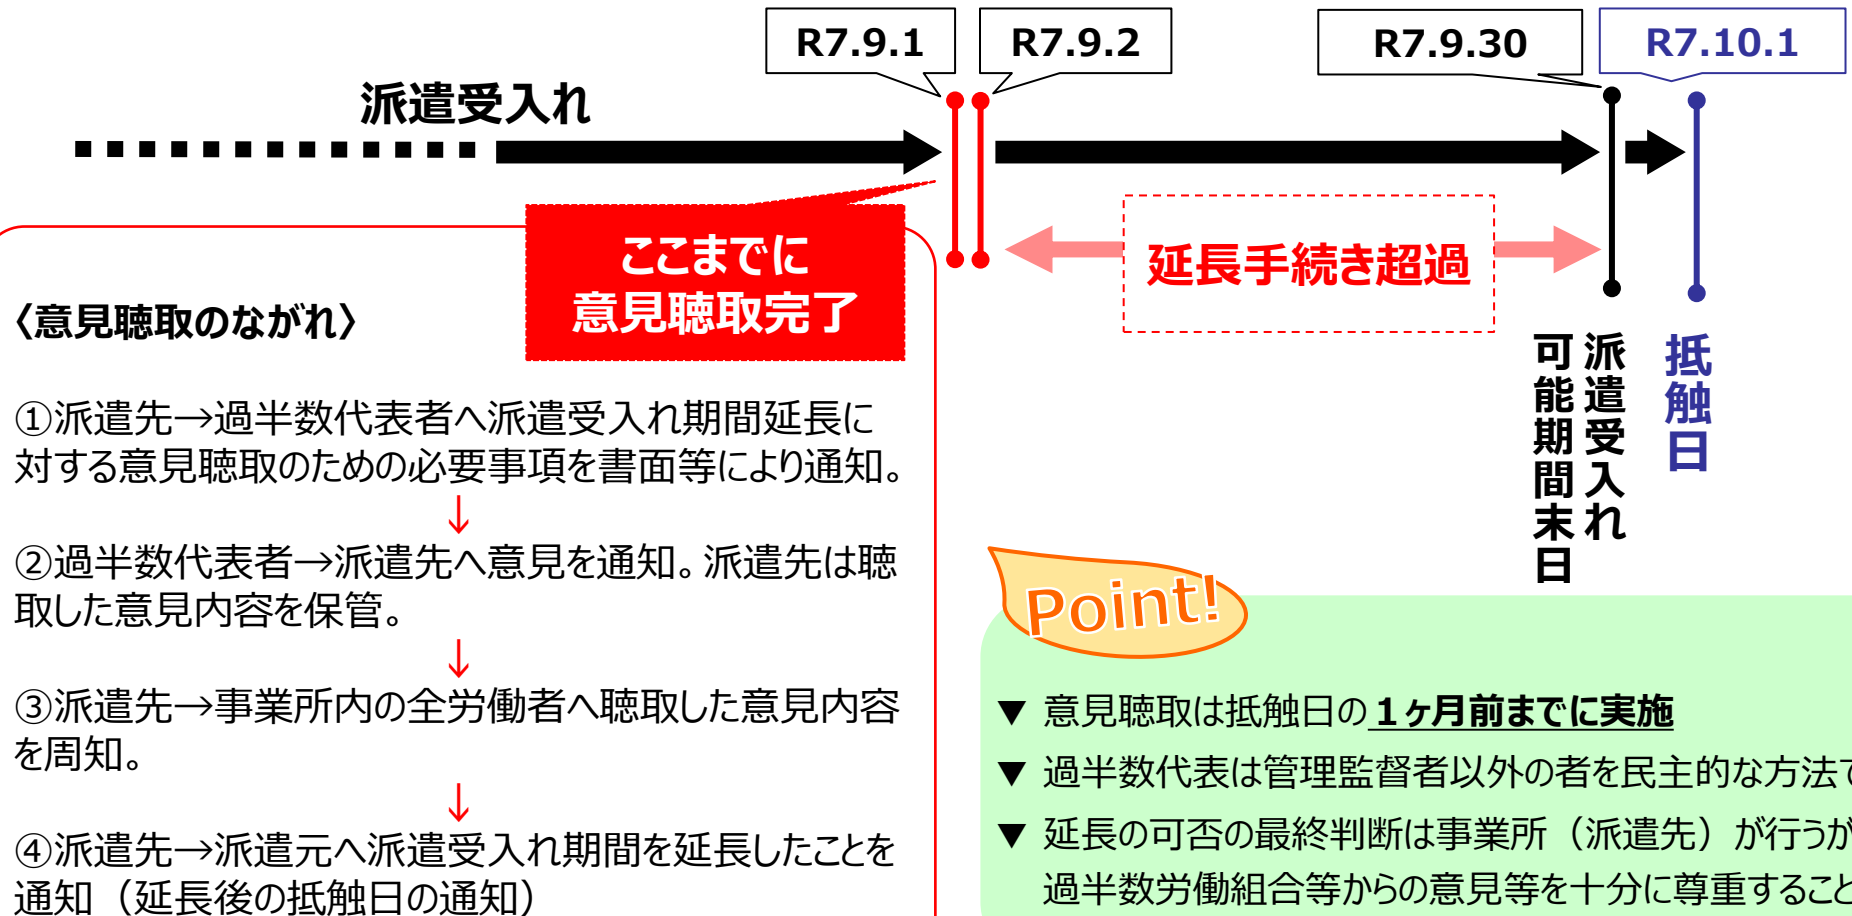 R7.9.1
R7.9.2
R7.9.30
R7.10.1
派遣受入れ
ここまでに
意見聴取完了
延長手続き超過
派遣受入れ
可能期間末日
抵触日
〈意見聴取のながれ〉
①派遣先→過半数代表者へ派遣受入れ期間延長に
対する意見聴取のための必要事項を書面等により通知。
↓
②過半数代表者→派遣先へ意見を通知。派遣先は聴
取した意見内容を保管。
↓
③派遣先→事業所内の全労働者へ聴取した意見内容
を周知。
↓
④派遣先→派遣元へ派遣受入れ期間を延長したことを
通知（延長後の抵触日の通知）
Point!
▼ 意見聴取は抵触日の１ヶ月前までに実施
▼ 過半数代表は管理監督者以外の者を民主的な方法で
▼ 延長の可否の最終判断は事業所（派遣先）が行うが
過半数労働組合等からの意見等を十分に尊重すること